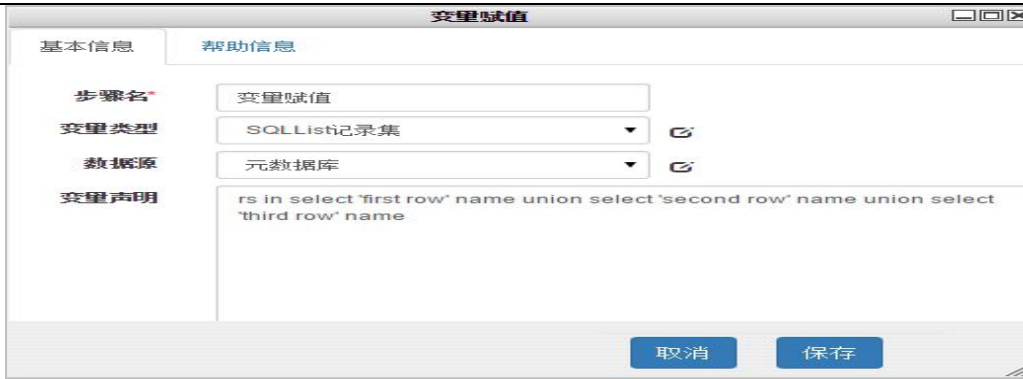 变量赋值
基本信息 帮助信息
步骤名* 变量赋值
变量类型 SQLList记录集
数据源 元数据库
变量声明 rs in select 'first row' name union select 'second row' name union select
'third row' name
取消 保存